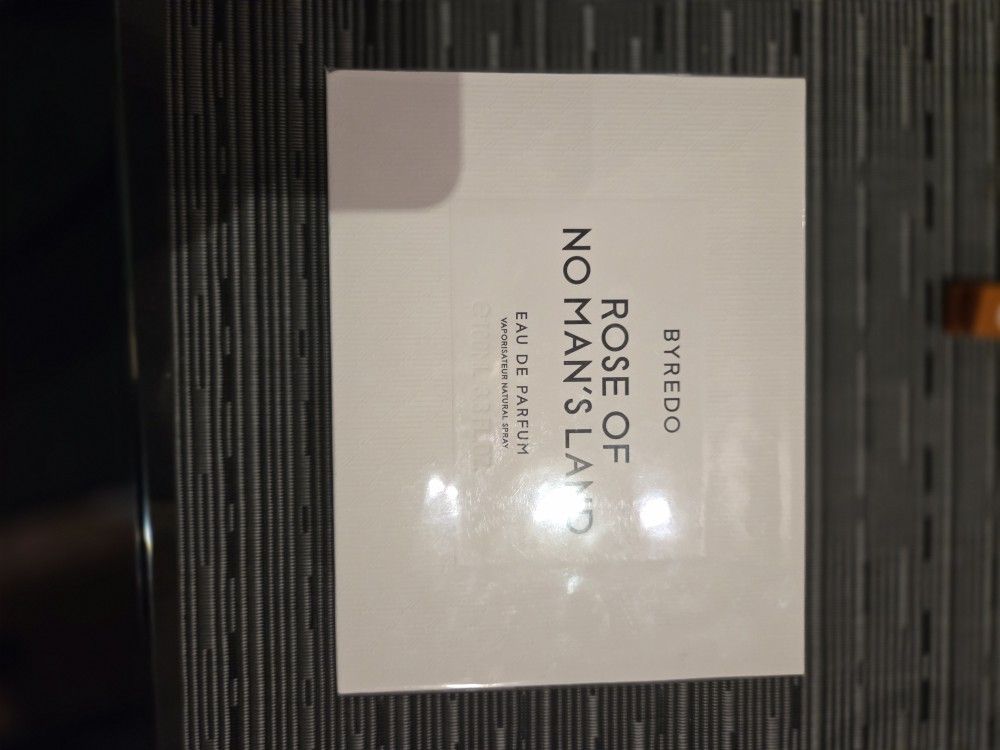 BYREDO
ROSE OF
NO MAN'S LAND
EAU DE PARFUM
VAPORISATEUR NATURAL SPRAY